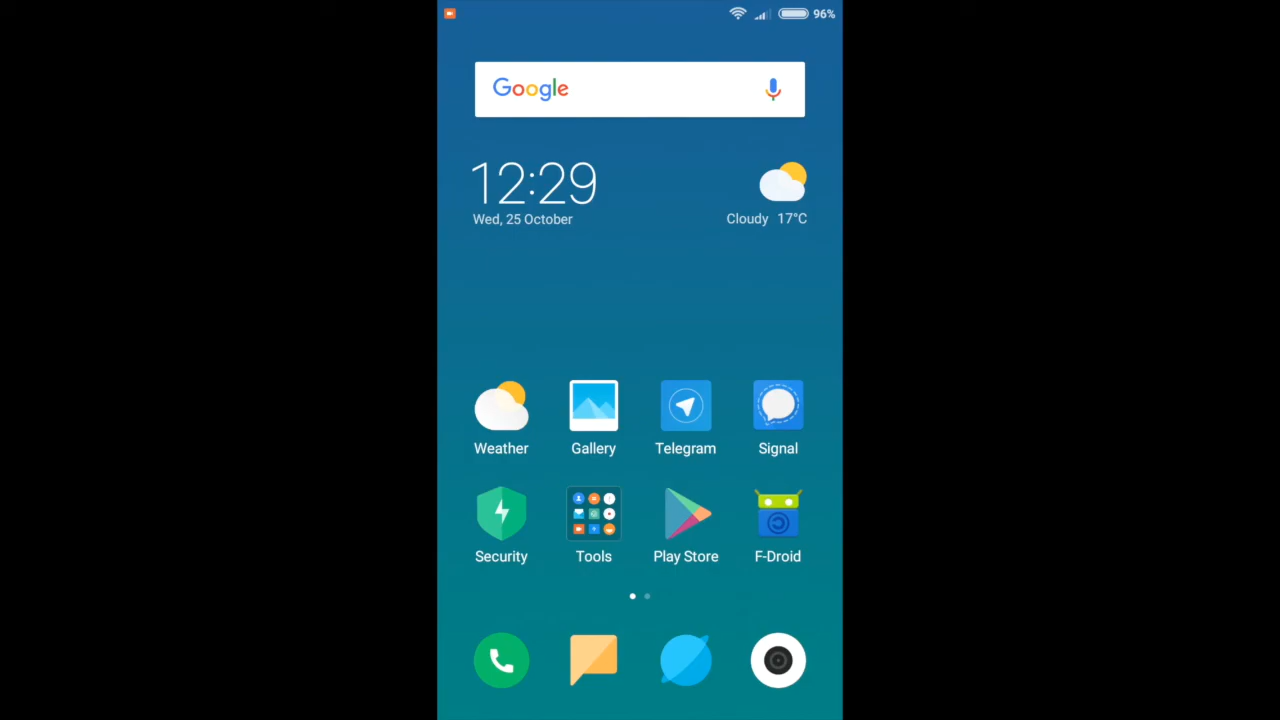 96%
Google
12:29
Wed, 25 October
Cloudy 17°C
Weather Gallery Telegram Signal
Security Tools Play Store F-Droid